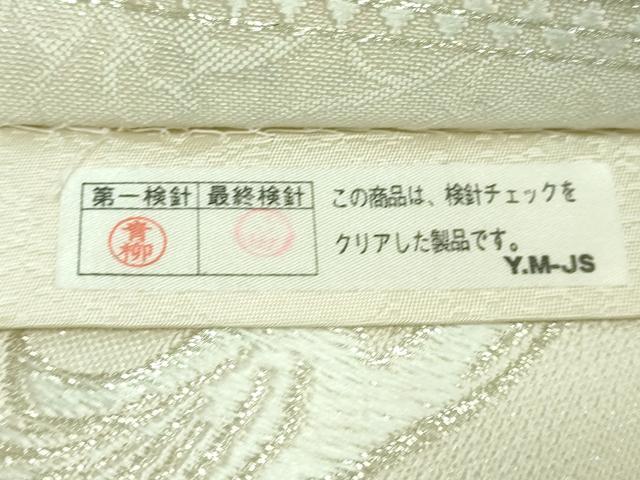 第一検針 最終検針
青柳
この商品は、検針チェックを
クリアした製品です。
Y.M-JS